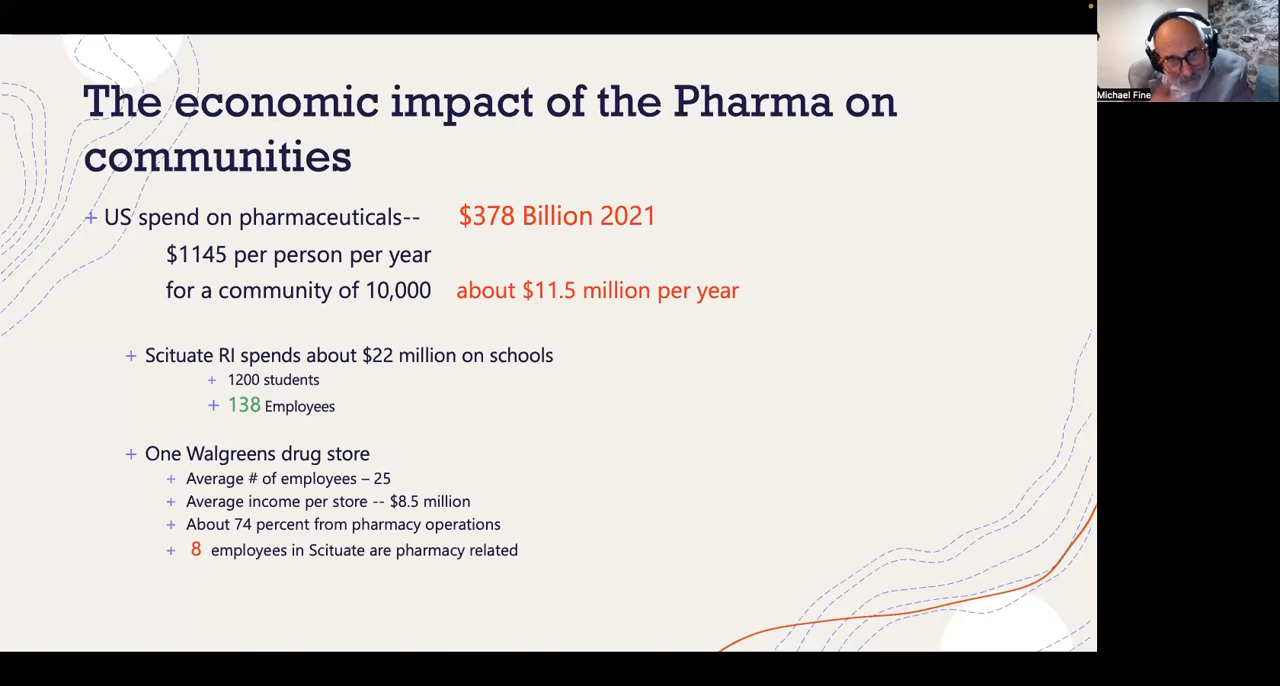 The economic impact of the Pharma on
communities
+ US spend on pharmaceuticals-- $378 Billion 2021
$1145 per person per year
for a community of 10,000 about $11.5 million per year
+ Scituate RI spends about $22 million on schools
+ 1200 students
+ 138 Employees
+ One Walgreens drug store
+ Average # of employees – 25
+ Average income per store -- $8.5 million
+ About 74 percent from pharmacy operations
+ 8 employees in Scituate are pharmacy related
Michael Fine